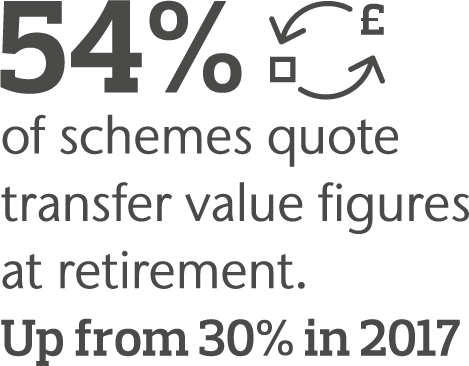 54%
£
of schemes quote
transfer value figures
at retirement.
Up from 30% in 2017